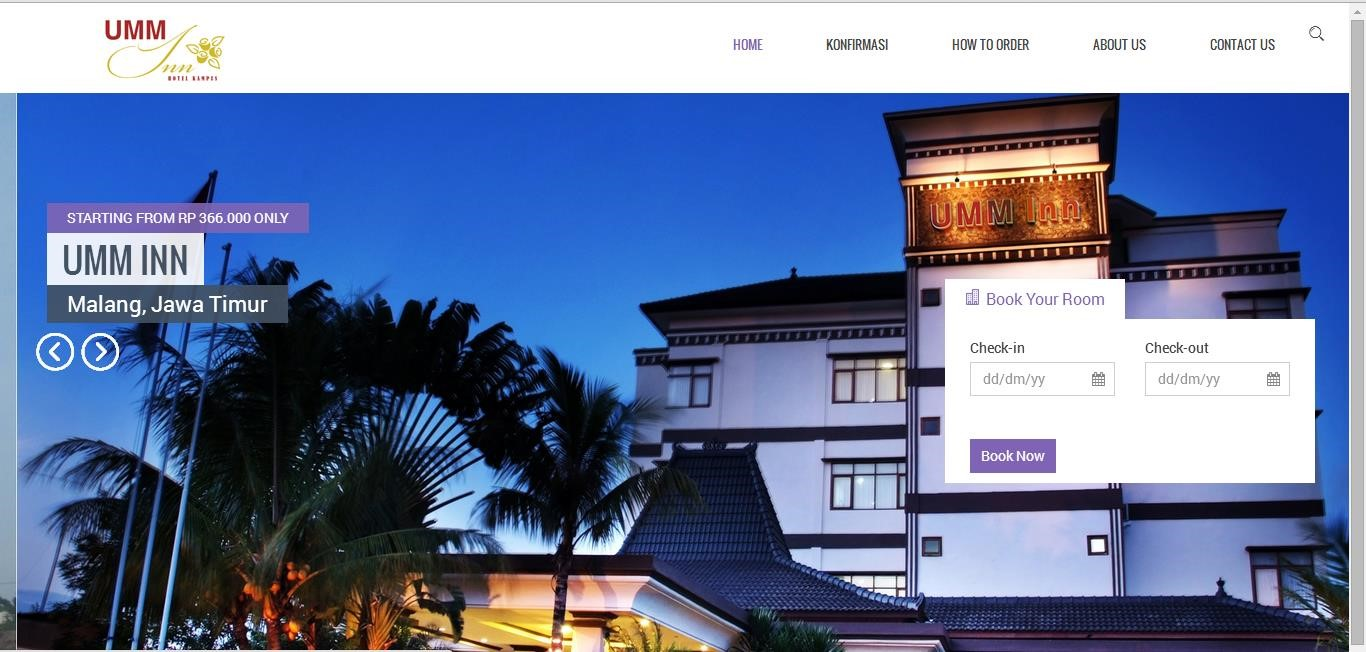 UMM
Inn
HOTEL KAMPUS
HOME
KONFIRMASI
HOW TO ORDER
ABOUT US
CONTACT US
STARTING FROM RP 366.000 ONLY
UMM INN
Malang, Jawa Timur
UMM Inn
Book Your Room
Check-in
Check-out
dd/dm/yy
dd/dm/yy
Book Now